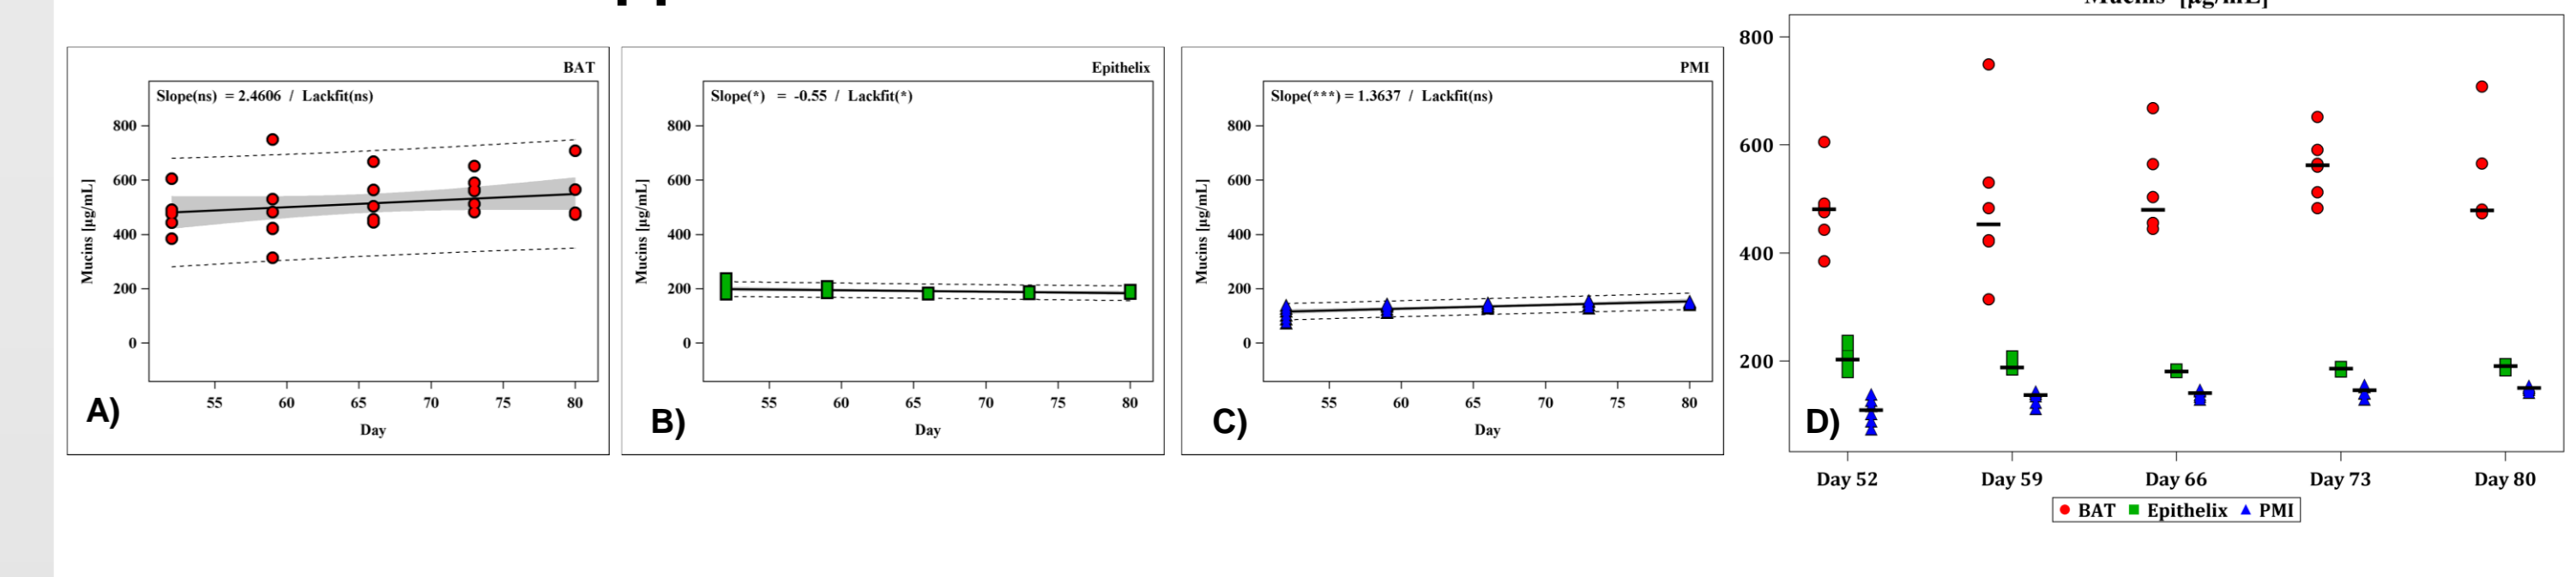 BAT
Slope(ns) = 2.4606 / Lackfit(ns)
800
600
400
200
0
Mucins [µg/mL]
55 60 65 70 75 80
Day
A)
Epithelix
Slope(*) = -0.55 / Lackfit(*)
800
600
400
200
0
Mucins [µg/mL]
55 60 65 70 75 80
Day
B)
PMI
Slope(***) = 1.3637 / Lackfit(ns)
800
600
400
200
0
Mucins [µg/mL]
55 60 65 70 75 80
Day
C)
Mucins [µg/mL]
800
600
400
200
D)
Day 52 Day 59 Day 66 Day 73 Day 80
BAT Epithelix PMI